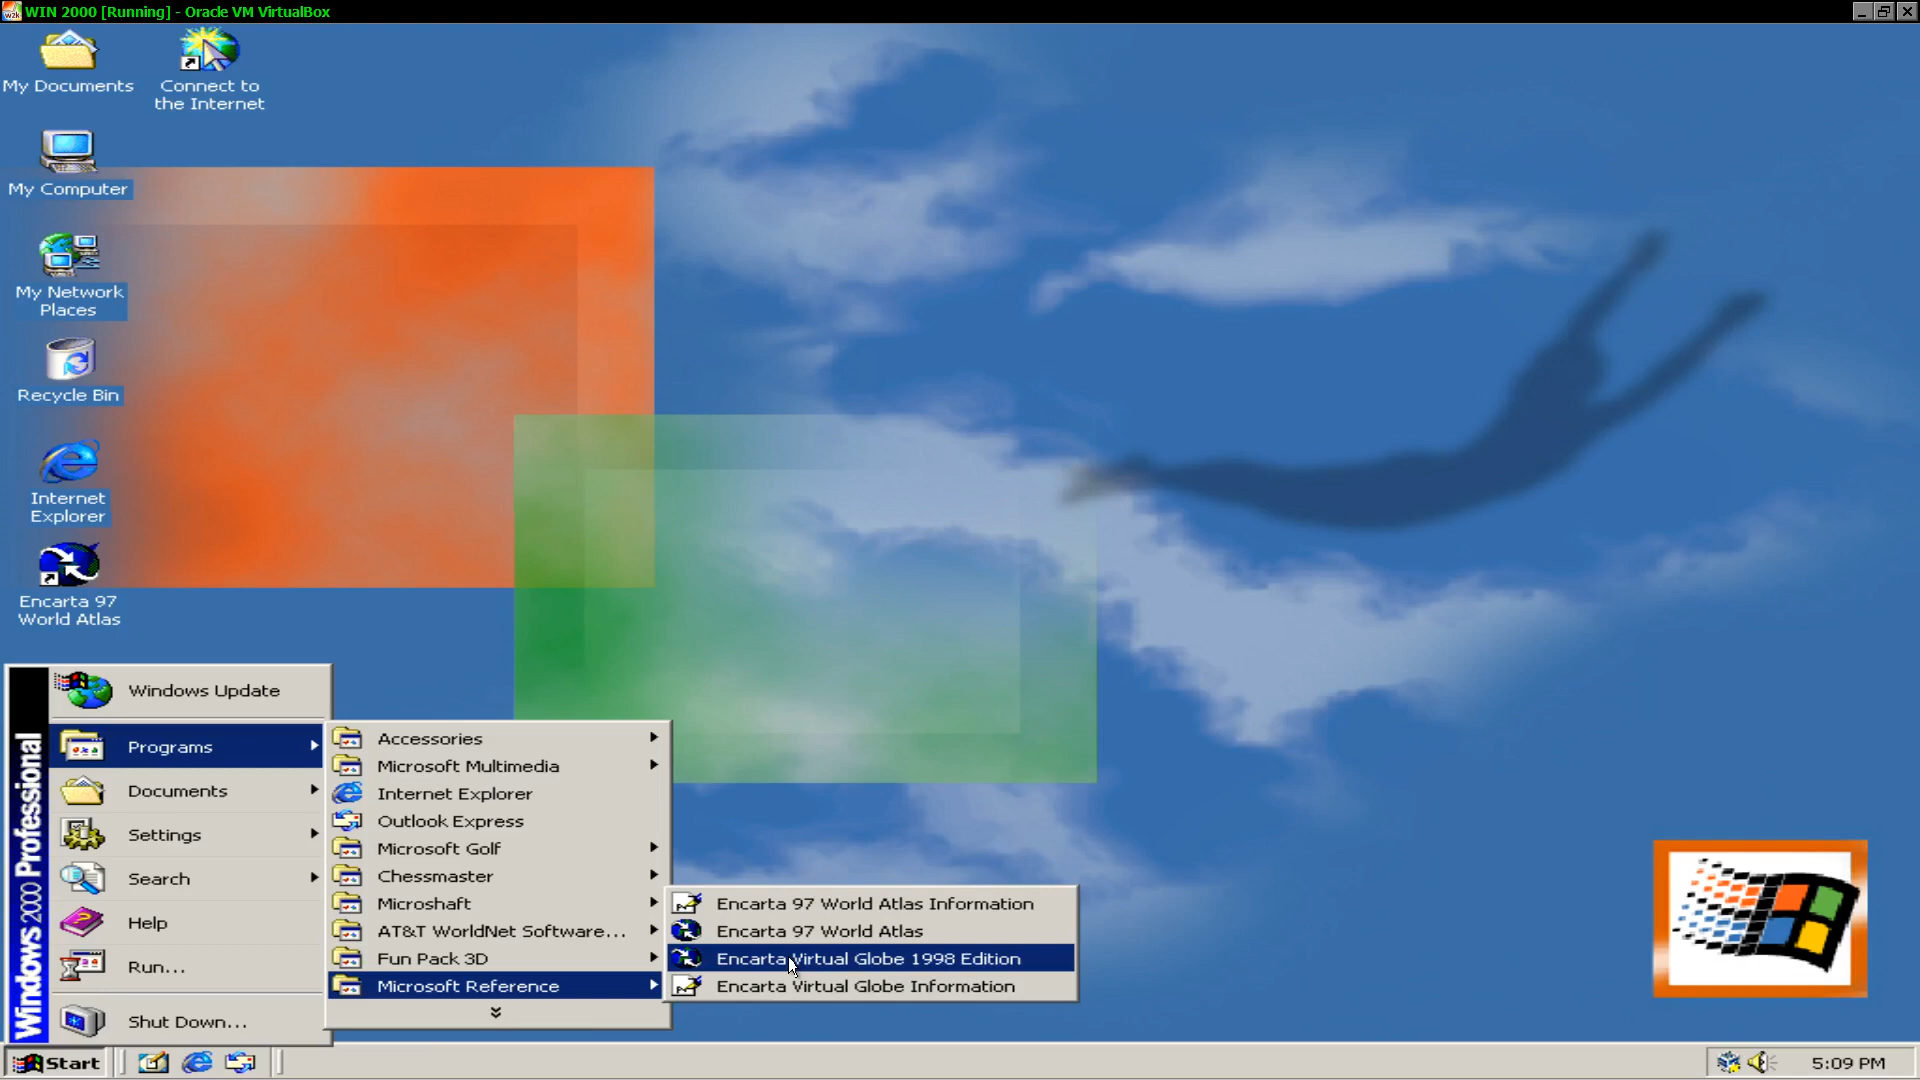 WIN 2000 [Running] - Oracle VM VirtualBox
My Documents
Connect to
the Internet
My Computer
My Network
Places
Recycle Bin
Internet
Explorer
Encarta 97
World Atlas
Windows 2000 Professional
Windows Update
Programs
Documents
Settings
Search
Help
Run...
Shut Down...
Accessories
Microsoft Multimedia
Internet Explorer
Outlook Express
Microsoft Golf
Chessmaster
Microshaft
AT&T WorldNet Software...
Fun Pack 3D
Microsoft Reference
Encarta 97 World Atlas Information
Encarta 97 World Atlas
Encarta Virtual Globe 1998 Edition
Encarta Virtual Globe Information
Start
5:09 PM